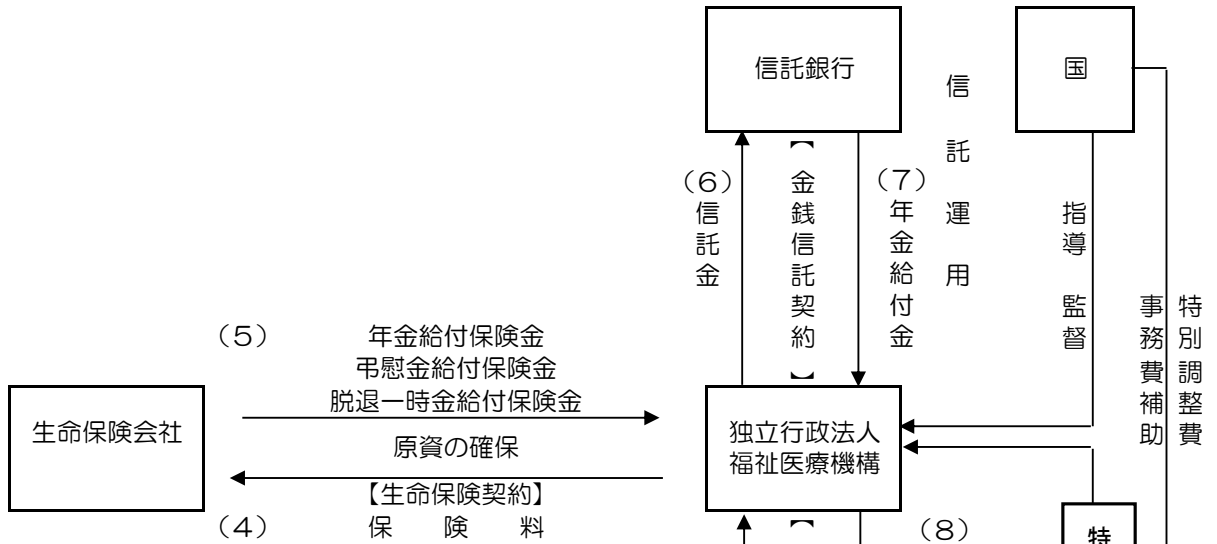 信託銀行
国
信託運用
(6)
信託金
【金銭信託契約】
(7)
年金給付金
指導監督
事務費補助
特別調整費
(5)
年金給付保険金
弔慰金給付保険金
脱退一時金給付保険金
生命保険会社
原資の確保
【生命保険契約】
(4)
保険料
独立行政法人
福祉医療機構
【
(8)
特